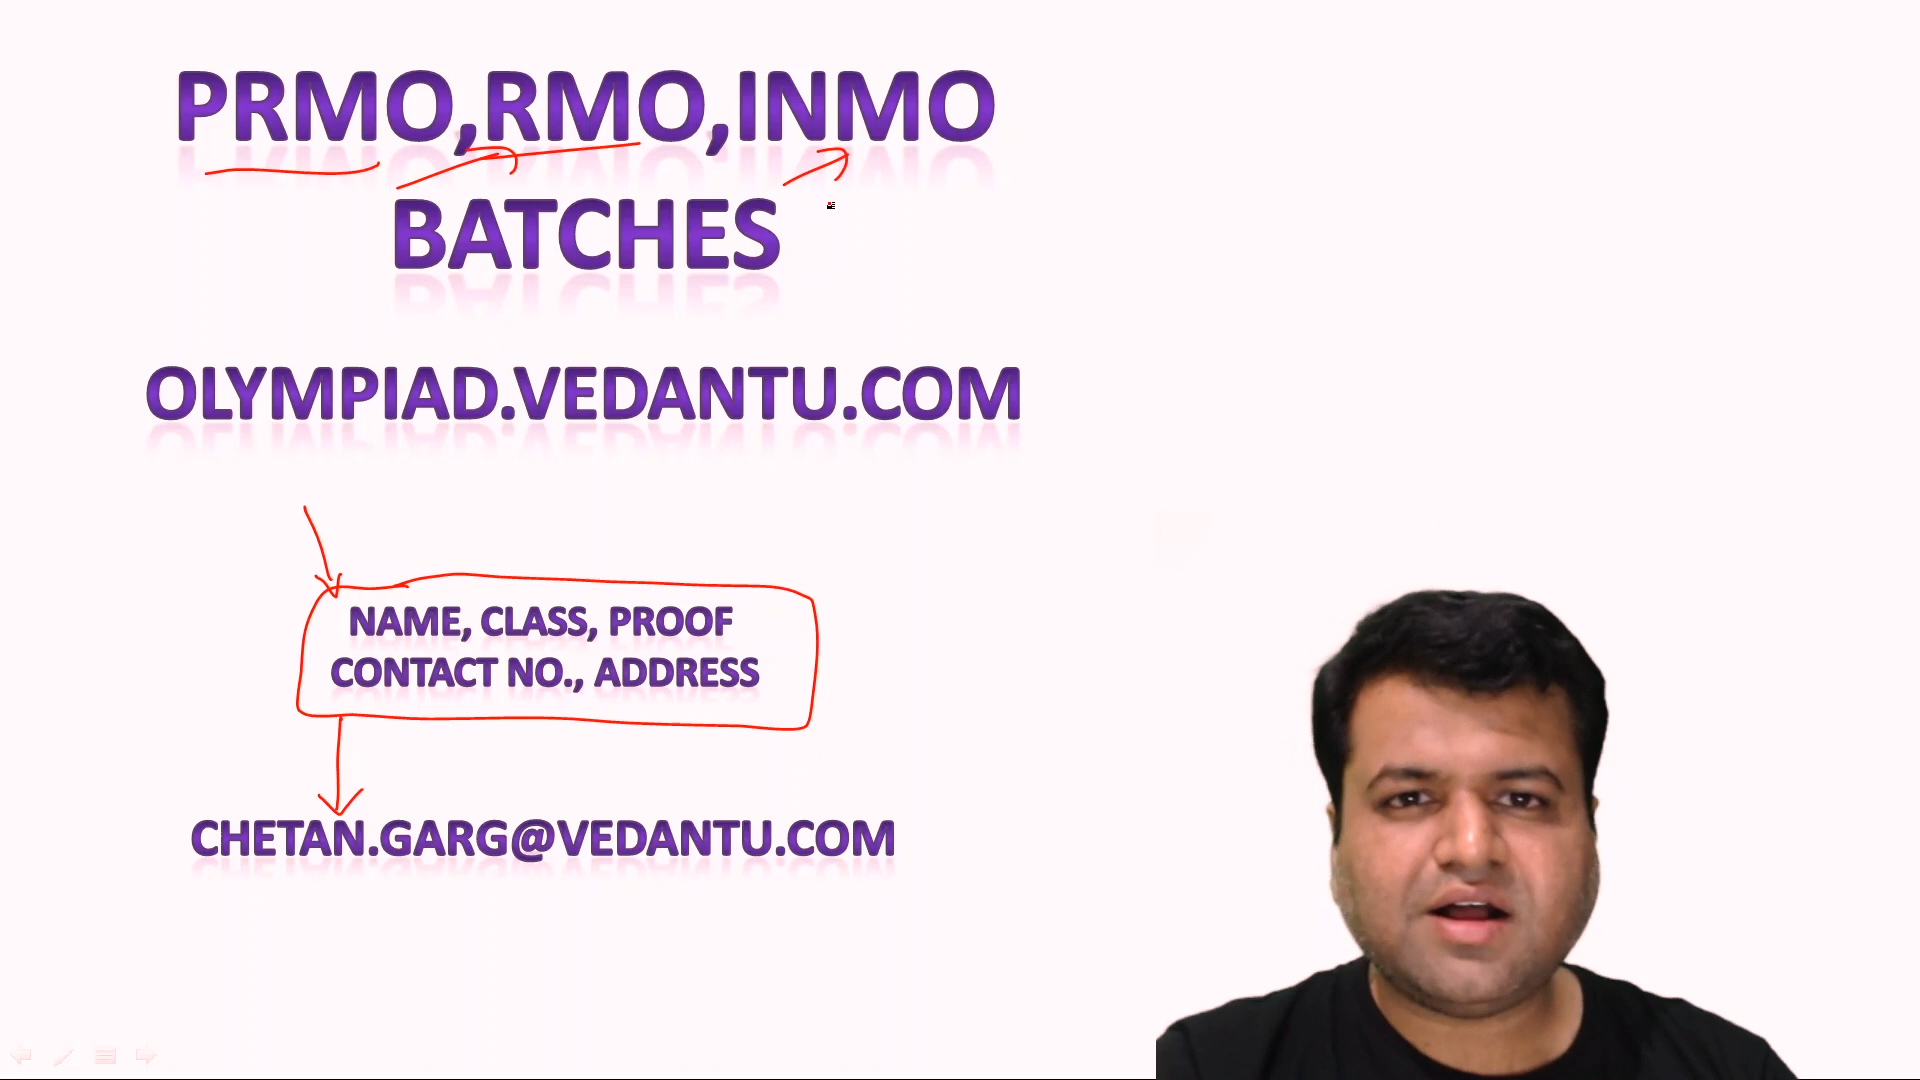 PRMO,RMO,INMO
BATCHES
OLYMPIAD.VEDANTU.COM
NAME, CLASS, PROOF
CONTACT NO., ADDRESS
CHETAN.GARG@VEDANTU.COM